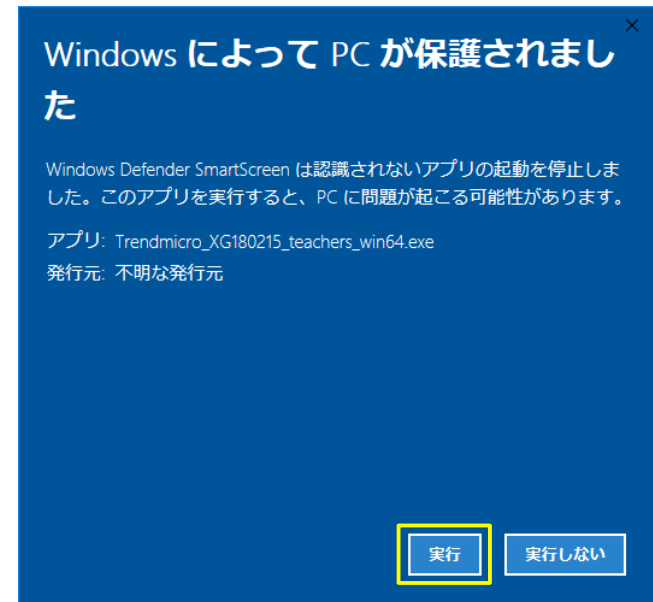 Windows によって PC が保護されまし
た
Windows Defender SmartScreen は認識されないアプリの起動を停止しま
した。このアプリを実行すると、PC に問題が起こる可能性があります。
アプリ: Trendmicro_XG180215_teachers_win64.exe
発行元: 不明な発行元
実行 実行しない